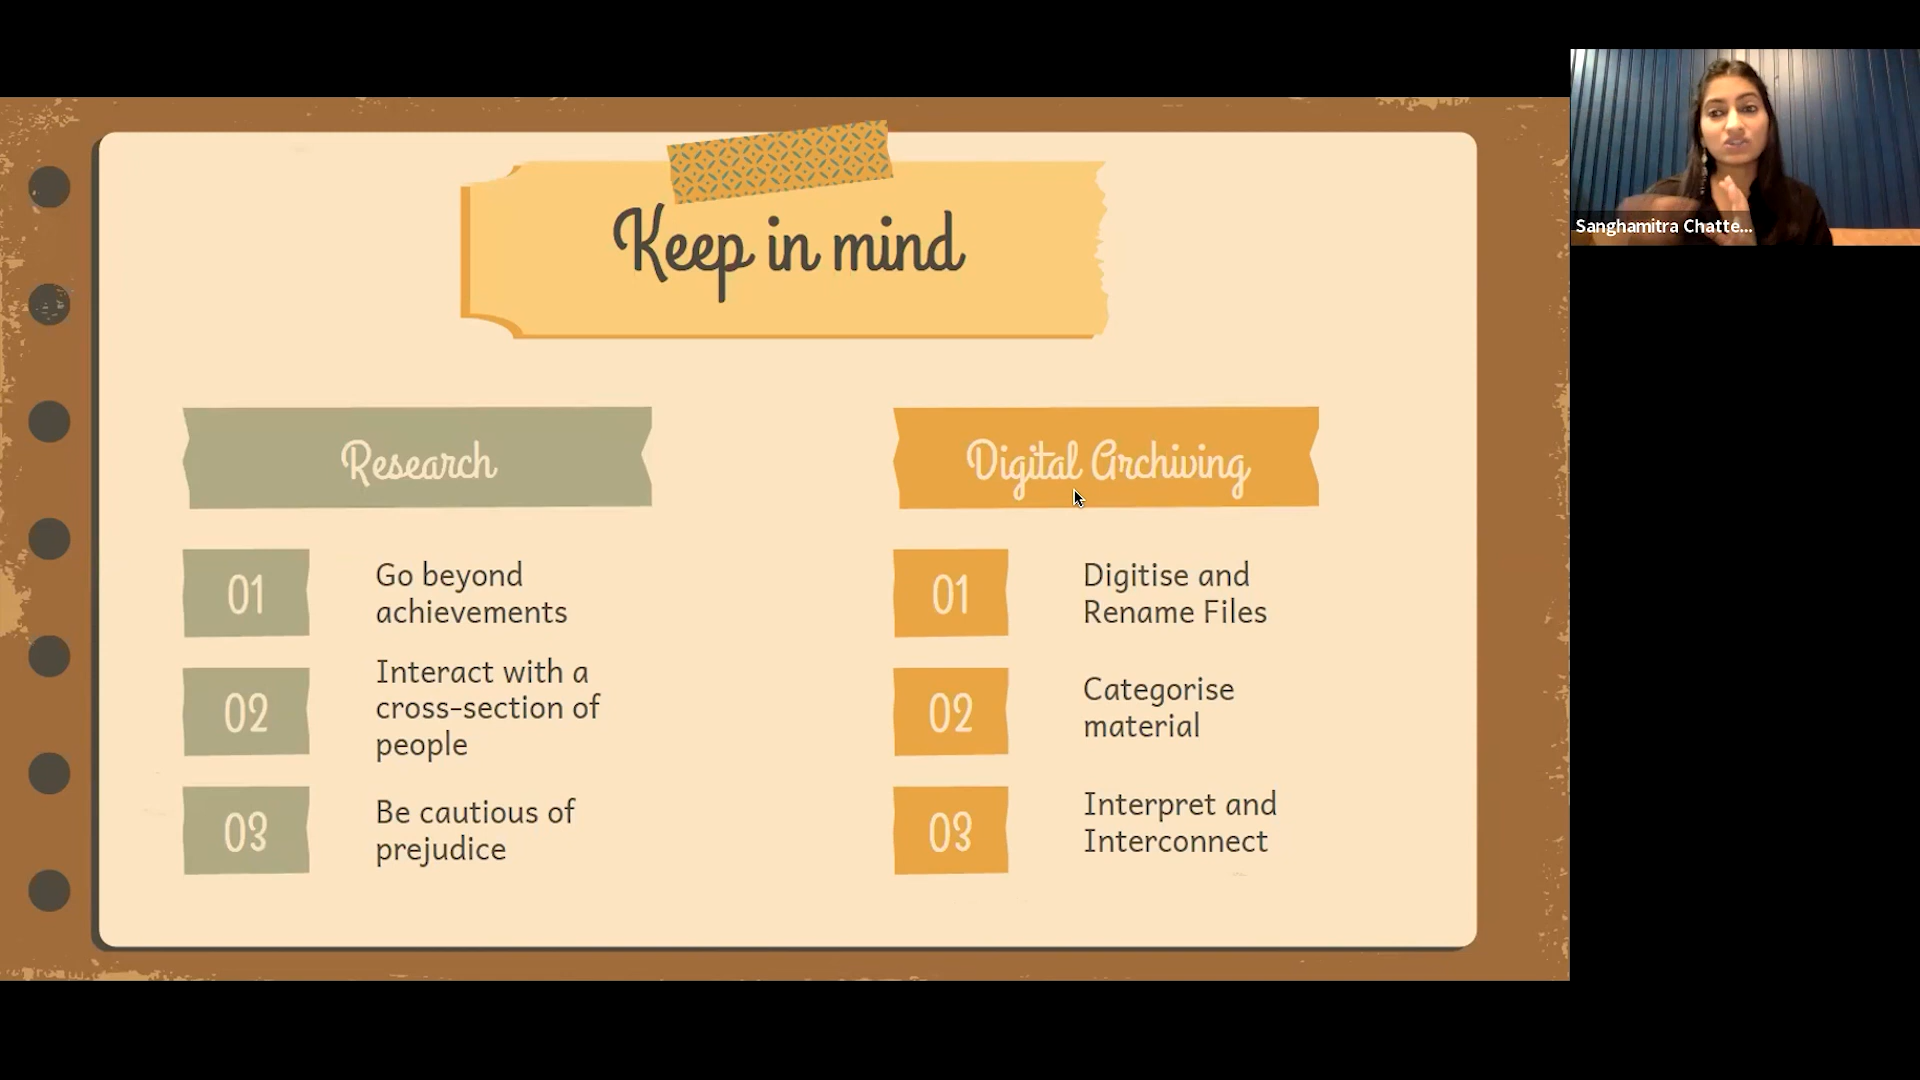 Keep in mind
Research
01
Go beyond
achievements
02
Interact with a
cross-section of
people
03
Be cautious of
prejudice
Digital Archiving
01
Digitise and
Rename Files
02
Categorise
material
03
Interpret and
Interconnect
Sanghamitra Chatte...